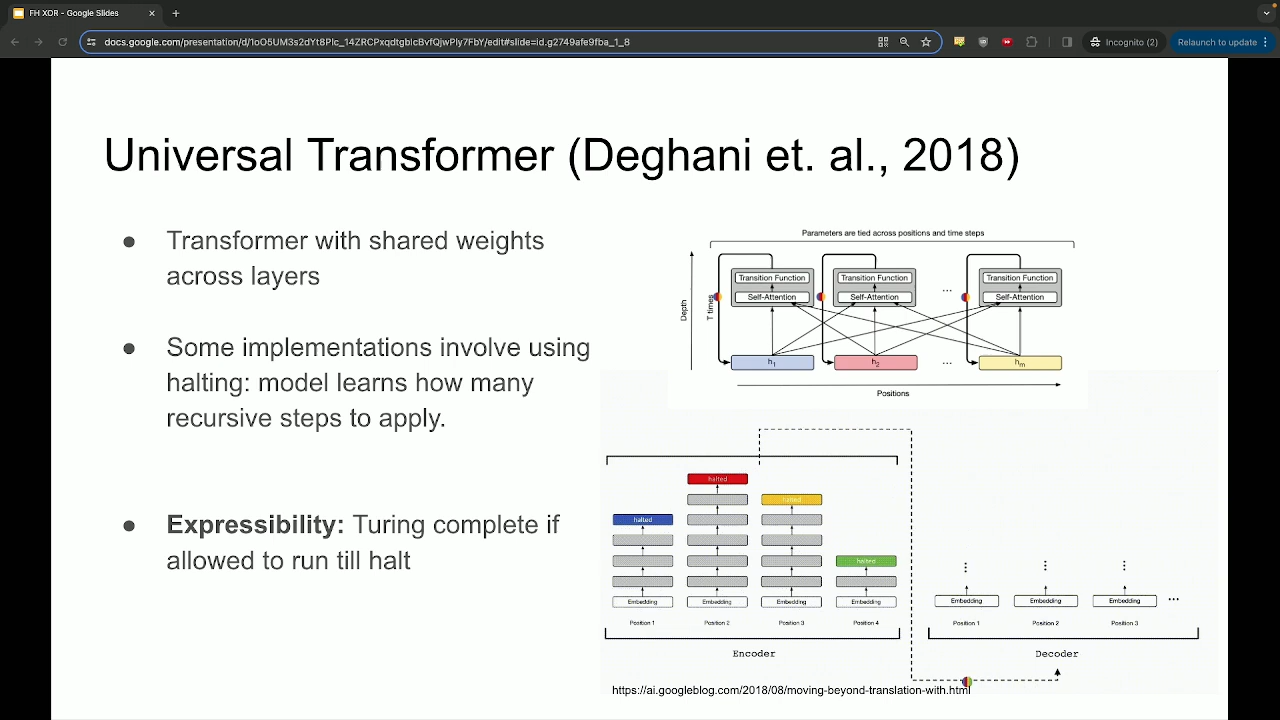 FH XOR - Google Slides
docs.google.com/presentation/d/1oO5UM3s2dYt8Plc_14ZRCPxqdtgblcBvfQjwPly7FbY/edit#slide=id.g2749afe9fba_1_8
Incognito (2)
Relaunch to update
Universal Transformer (Deghani et. al., 2018)
● Transformer with shared weights
across layers
● Some implementations involve using
halting: model learns how many
recursive steps to apply.
● Expressibility: Turing complete if
allowed to run till halt
Parameters are tied across positions and time steps
Depth
T times
Transition Function Transition Function Transition Function
Self-Attention Self-Attention ... Self-Attention
h1 h2 ... hm
Positions
halted
halted
halted
halted
Embedding Embedding Embedding Embedding
Position 1 Position 2 Position 3 Position 4
Encoder
Embedding Embedding Embedding ...
Position 1 Position 2 Position 3
Decoder
https://ai.googleblog.com/2018/08/moving-beyond-translation-with.html